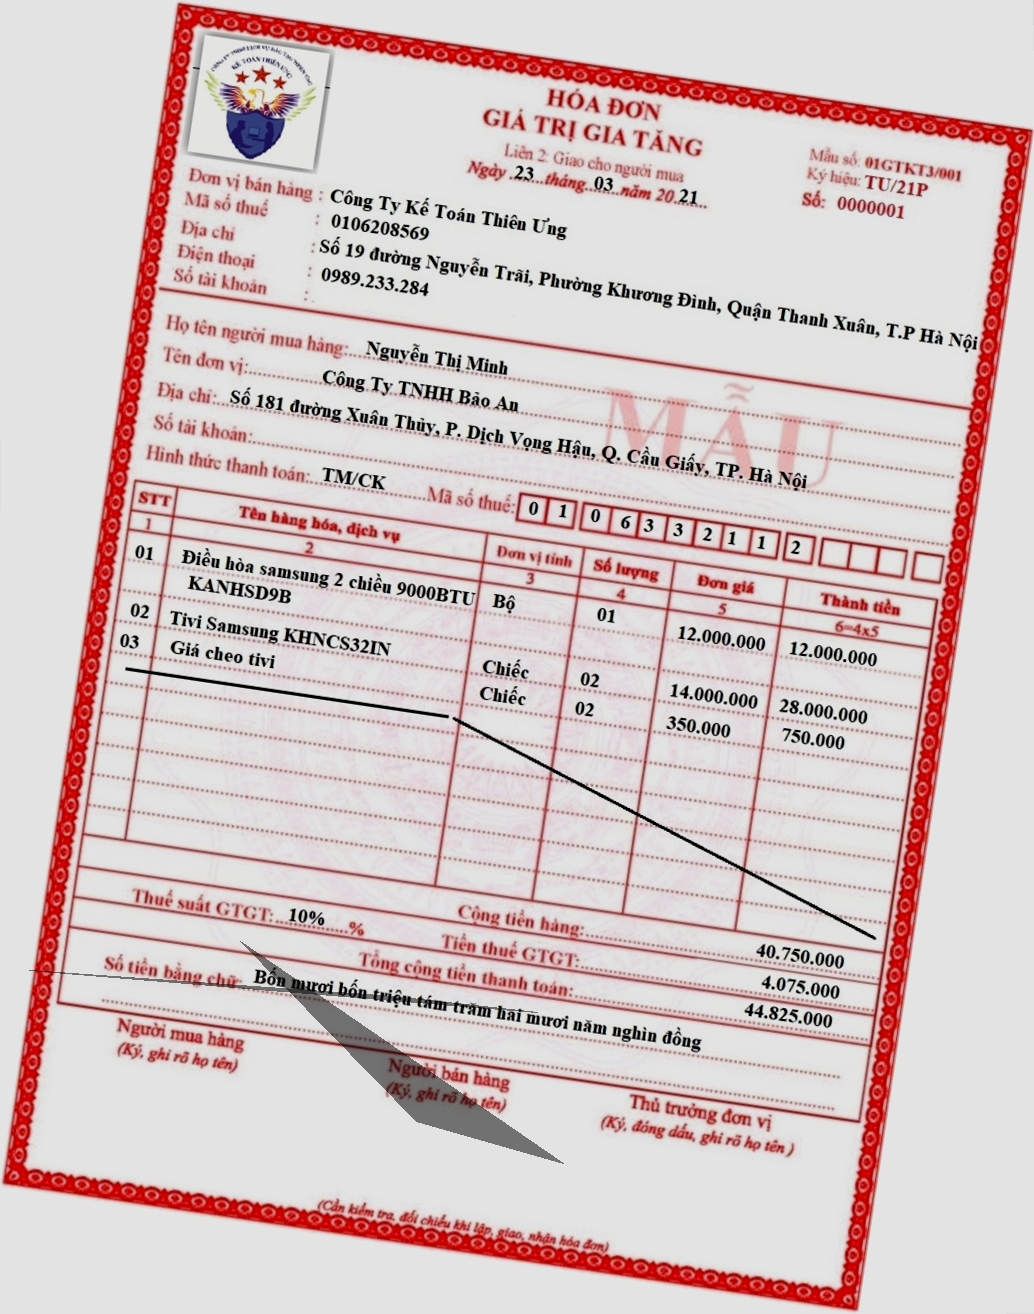 CÔNG TY TNHH DỊCH VỤ ĐÀO TẠO THIÊN ƯNG
KẾ TOÁN THIÊN ƯNG
HÓA ĐƠN
GIÁ TRỊ GIA TĂNG
Liên 2: Giao cho người mua
Ngày 23 tháng 03 năm 20 21
Mẫu số: 01GTKT3/001
Ký hiệu: TU/21P
Số: 0000001
Đơn vị bán hàng : Công Ty Kế Toán Thiên Ưng
Mã số thuế : 0106208569
Địa chỉ : Số 19 đường Nguyễn Trãi, Phường Khương Đình, Quận Thanh Xuân, T.P Hà Nội
Điện thoại : 0989.233.284
Số tài khoản :
MẪU
Họ tên người mua hàng: Nguyễn Thị Minh
Tên đơn vị: Công Ty TNHH Bảo An
Địa chỉ: Số 181 đường Xuân Thủy, P. Dịch Vọng Hậu, Q. Cầu Giấy, TP. Hà Nội
Số tài khoản:
Hình thức thanh toán: TM/CK Mã số thuế: 0 1 0 6 3 3 2 1 1 2
STT Tên hàng hóa, dịch vụ Đơn vị tính Số lượng Đơn giá Thành tiền
1 2 3 4 5 6=4x5
01 Điều hòa samsung 2 chiều 9000BTU Bộ 01 12.000.000 12.000.000
KANHSD9B
02 Tivi Samsung KHNCS32IN Chiếc 02 14.000.000 28.000.000
03 Giá cheo tivi Chiếc 02 350.000 750.000
Cộng tiền hàng: 40.750.000
Thuế suất GTGT: 10% % Tiền thuế GTGT: 4.075.000
Tổng cộng tiền thanh toán: 44.825.000
Số tiền bằng chữ: Bốn mươi bốn triệu tám trăm hai mươi năm nghìn đồng
Người mua hàng Người bán hàng Thủ trưởng đơn vị
(Ký, ghi rõ họ tên) (Ký, ghi rõ họ tên) (Ký, đóng dấu, ghi rõ họ tên )
(Cần kiểm tra, đối chiếu khi lập, giao, nhận hóa đơn)